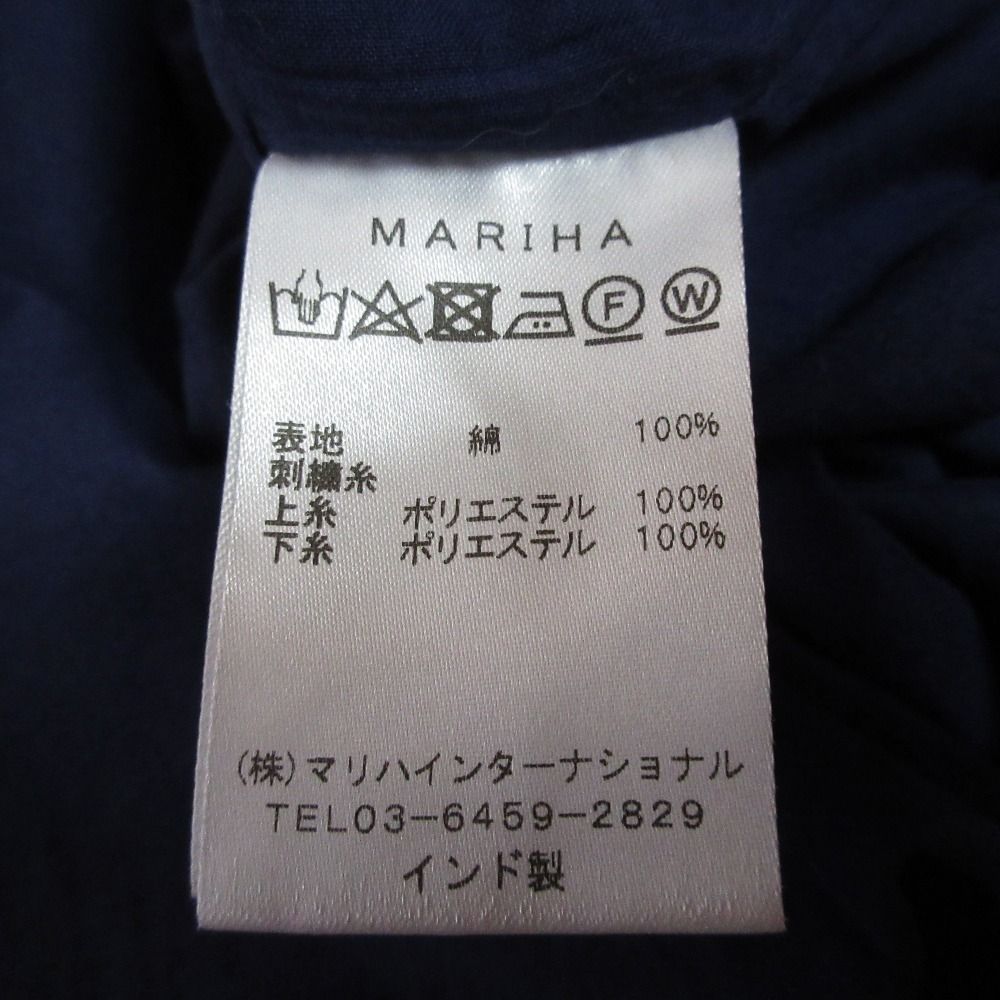 MARIHA
F W
表地 綿 100%
刺繍糸
上糸 ポリエステル 100%
下糸 ポリエステル 100%
(株)マリハインターナショナル
TEL03-6459-2829
インド製